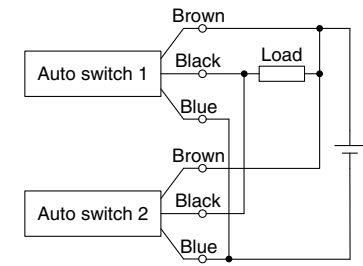 Brown
Auto switch 1
Black
Load
Blue
Brown
Auto switch 2
Black
Blue